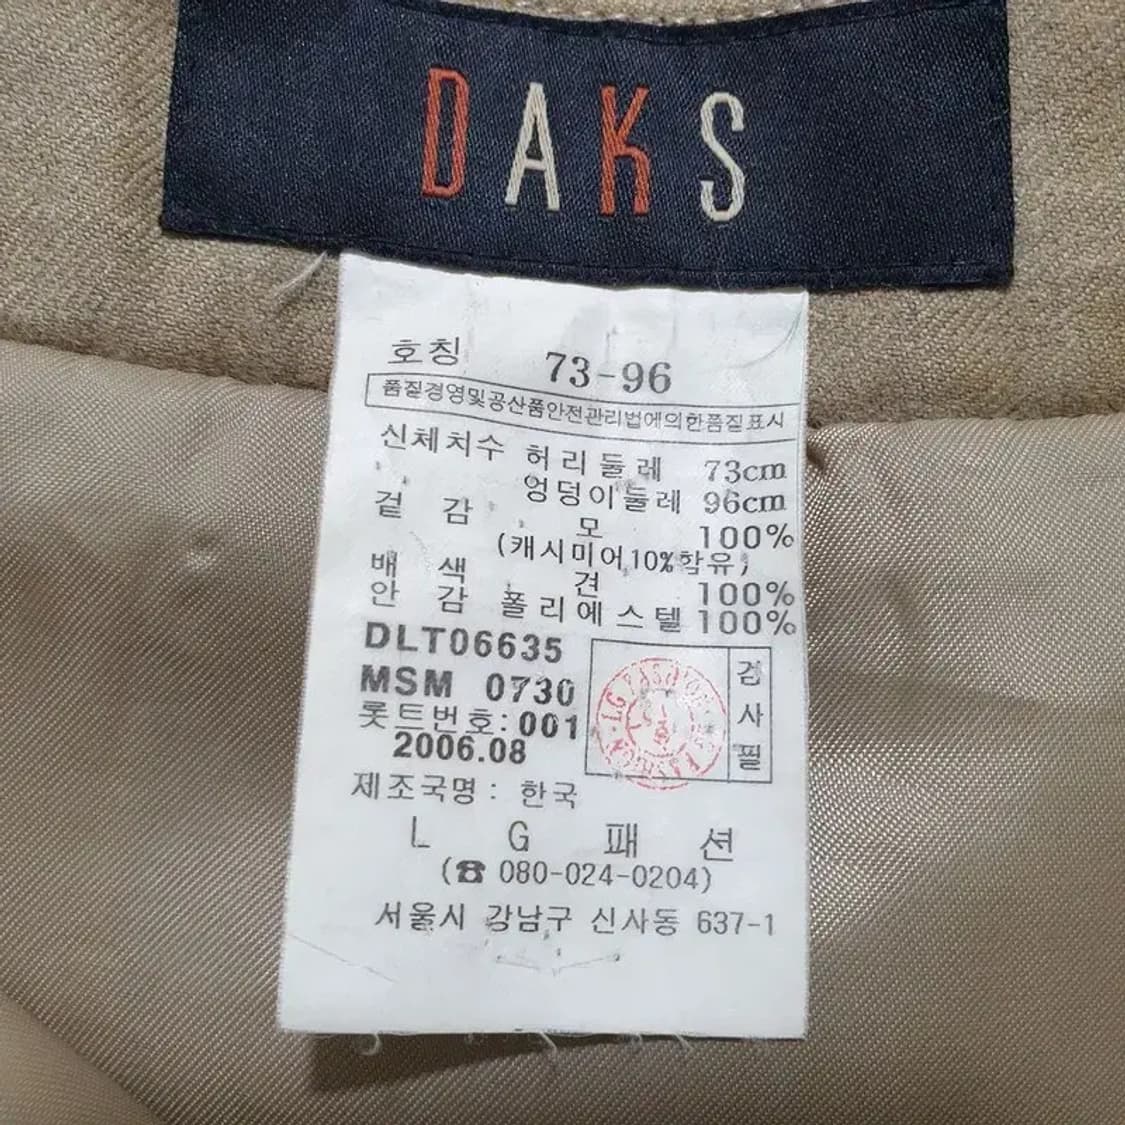 DAKS
호칭 73-96
품질경영및공산품안전관리법에의한품질표시
신체치수 허리둘레 73cm
엉덩이둘레 96cm
겉 감 모 100%
(캐시미어10%함유)
배 색 견 100%
안 감 폴리에스텔 100%
DLT06635
MSM 0730
롯트번호:001
2006.08
검
사
필
제조국명: 한국
L G 패 션
(☎ 080-024-0204)
서울시 강남구 신사동 637-1